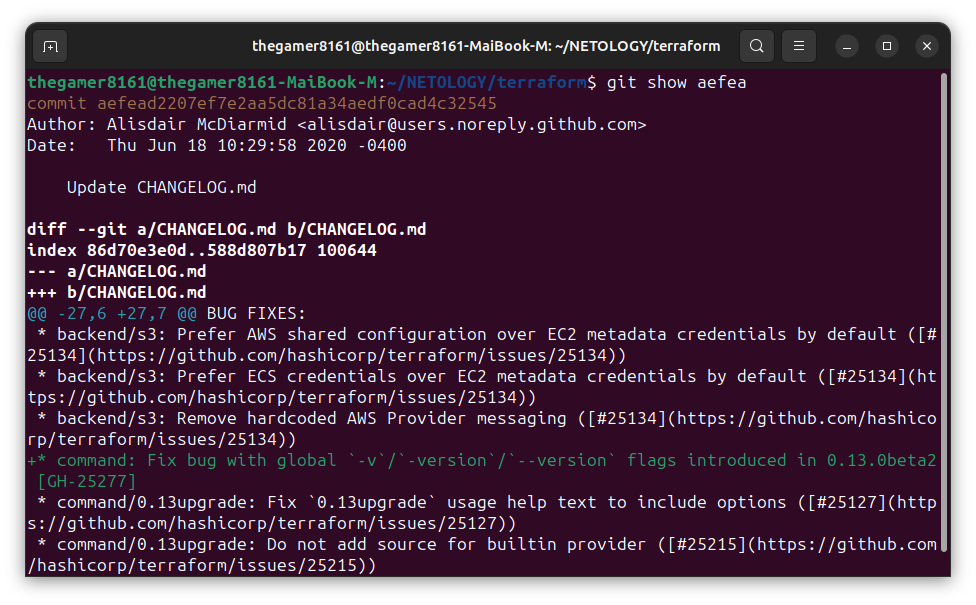 thegamer8161@thegamer8161-MaiBook-M: ~/NETOLOGY/terraform
thegamer8161@thegamer8161-MaiBook-M:~/NETOLOGY/terraform$ git show aefea
commit aefead2207ef7e2aa5dc81a34aedf0cad4c32545
Author: Alisdair McDiarmid <alisdair@users.noreply.github.com>
Date:   Thu Jun 18 10:29:58 2020 -0400
    Update CHANGELOG.md
diff --git a/CHANGELOG.md b/CHANGELOG.md
index 86d70e3e0d..588d807b17 100644
--- a/CHANGELOG.md
+++ b/CHANGELOG.md
@@ -27,6 +27,7 @@ BUG FIXES:
 * backend/s3: Prefer AWS shared configuration over EC2 metadata credentials by default ([#
25134](https://github.com/hashicorp/terraform/issues/25134))
 * backend/s3: Prefer ECS credentials over EC2 metadata credentials by default ([#25134](ht
tps://github.com/hashicorp/terraform/issues/25134))
 * backend/s3: Remove hardcoded AWS Provider messaging ([#25134](https://github.com/hashico
rp/terraform/issues/25134))
+* command: Fix bug with global `-v`/`-version`/`--version` flags introduced in 0.13.0beta2
 [GH-25277]
 * command/0.13upgrade: Fix `0.13upgrade` usage help text to include options ([#25127](http
s://github.com/hashicorp/terraform/issues/25127))
 * command/0.13upgrade: Do not add source for builtin provider ([#25215](https://github.com
/hashicorp/terraform/issues/25215))